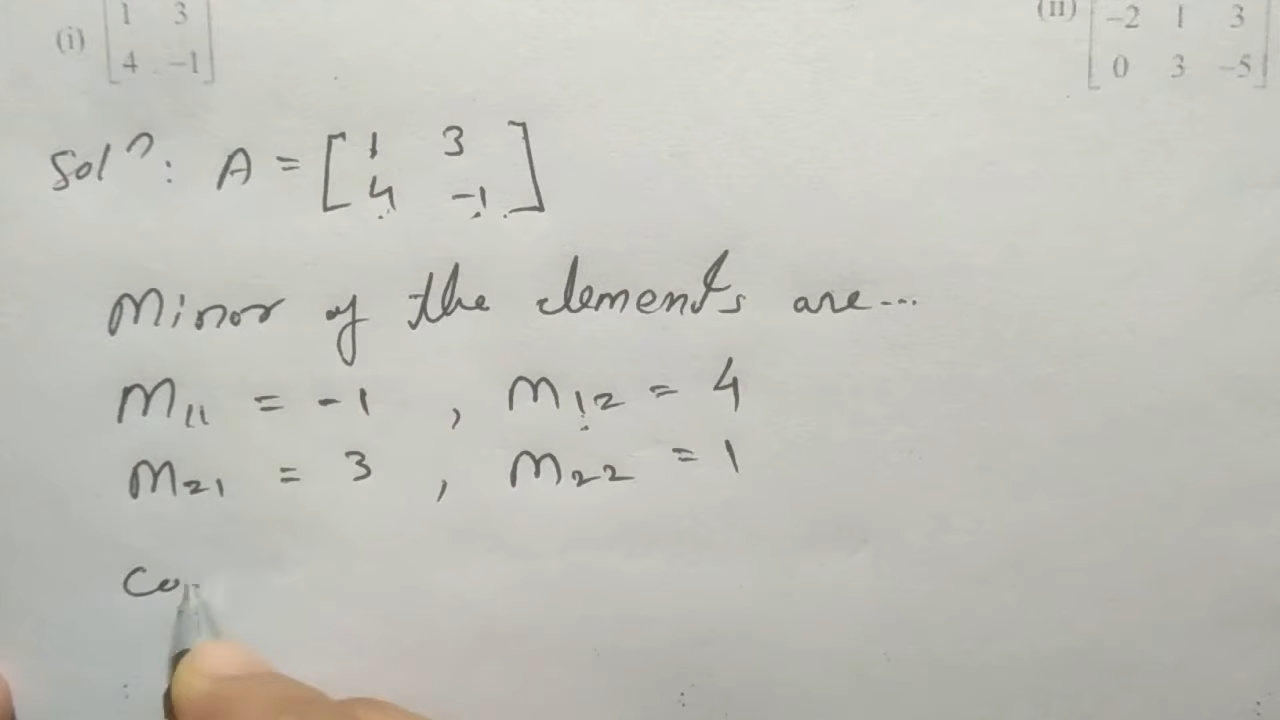 (i) [1 3
4 -1]
(ii) [-2 1 3
0 3 -5]
Solⁿ: A = [1 3
4 -1]
Minor of the elements are...
M₁₁ = -1 , M₁₂ = 4
M₂₁ = 3 , M₂₂ = 1
Co